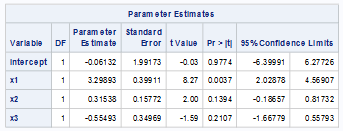 Parameter Estimates
Variable DF Parameter Estimate Standard Error t Value Pr > |t| 95% Confidence Limits
Intercept 1 -0.06132 1.99173 -0.03 0.9774 -6.39991 6.27726
x1 1 3.29893 0.39911 8.27 0.0037 2.02878 4.56907
x2 1 0.31538 0.15772 2.00 0.1394 -0.18657 0.81732
x3 1 -0.55493 0.34969 -1.59 0.2107 -1.66779 0.55793